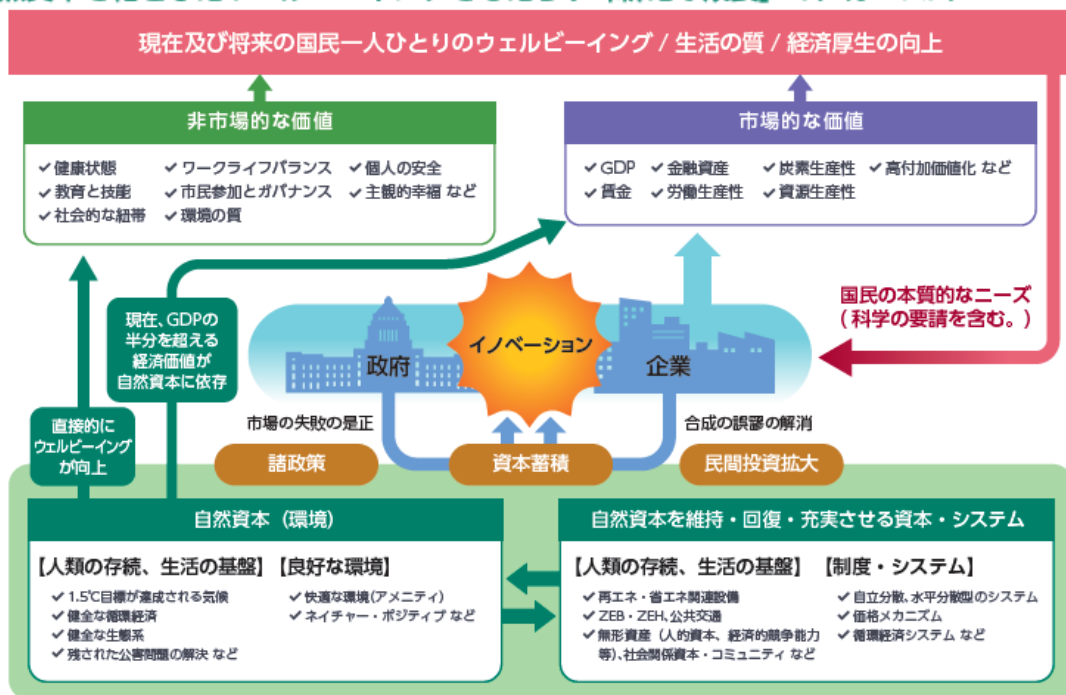 現在及び将来の国民一人ひとりのウェルビーイング / 生活の質 / 経済厚生の向上
非市場的な価値
✓健康状態 ✓ワークライフバランス ✓個人の安全
✓教育と技能 ✓市民参加とガバナンス ✓主観的幸福 など
✓社会的な紐帯 ✓環境の質
市場的な価値
✓GDP ✓金融資産 ✓炭素生産性 ✓高付加価値化 など
✓賃金 ✓労働生産性 ✓資源生産性
国民の本質的なニーズ
(科学の要請を含む。)
現在、GDPの
半分を超える
経済価値が
自然資本に依存
政府
イノベーション
企業
直接的に
ウェルビーイング
が向上
市場の失敗の是正
合成の誤謬の解消
諸政策
資本蓄積
民間投資拡大
自然資本（環境）
【人類の存続、生活の基盤】
✓1.5℃目標が達成される気候
✓健全な循環経済
✓健全な生態系
✓残された公害問題の解決 など
【良好な環境】
✓快適な環境(アメニティ)
✓ネイチャー・ポジティブ など
自然資本を維持・回復・充実させる資本・システム
【人類の存続、生活の基盤】
✓再エネ・省エネ関連設備
✓ZEB・ZEH、公共交通
✓無形資産（人的資本、経済的競争能力
等）、社会関係資本・コミュニティ など
【制度・システム】
✓自立分散、水平分散型のシステム
✓価格メカニズム
✓循環経済システム など